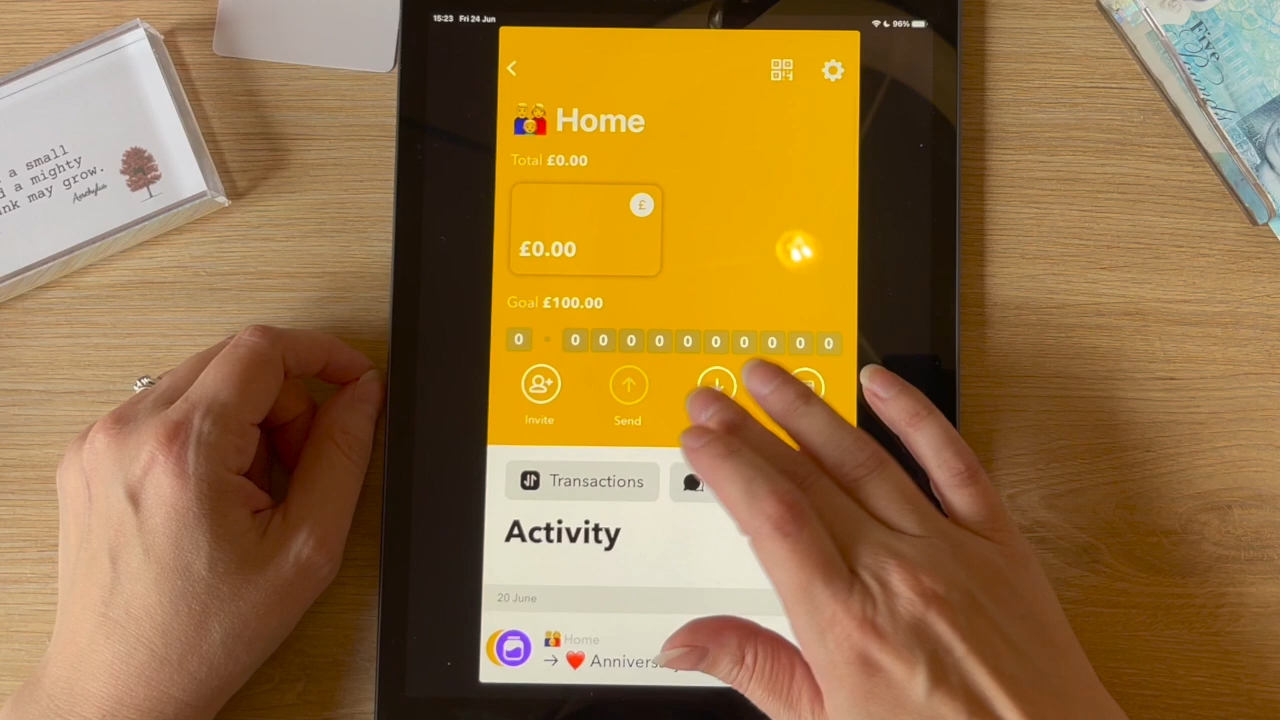 15:23 Fri 24 Jun
96%
Home
Total £0.00
£
£0.00
Goal £100.00
0 0 0 0 0 0 0 0 0 0 0
Invite
Send
Transactions
Activity
20 June
Home
→ ❤️ Annivers
a small
a mighty
may grow.
Five
Pounds